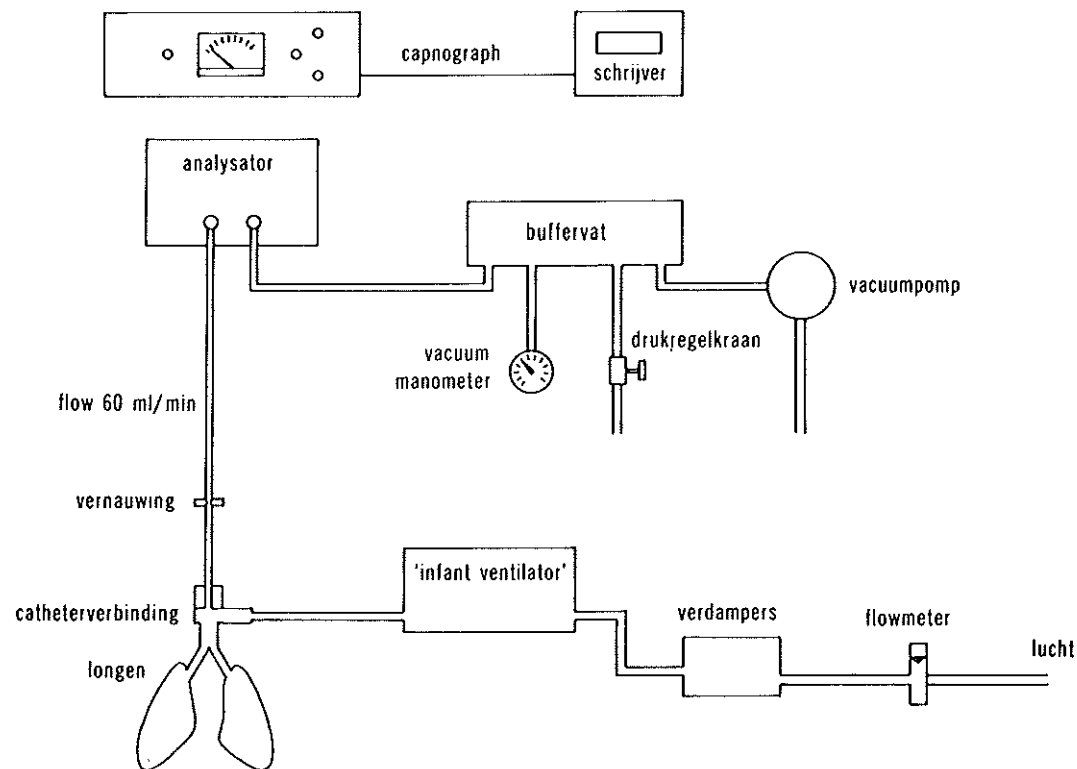 capnograph
schrijver
analysator
buffervat
vacuumpomp
drukregelkraan
vacuum
manometer
flow 60 ml/min
vernauwing
'infant ventilator'
catheterverbinding
verdampers
flowmeter
lucht
longen